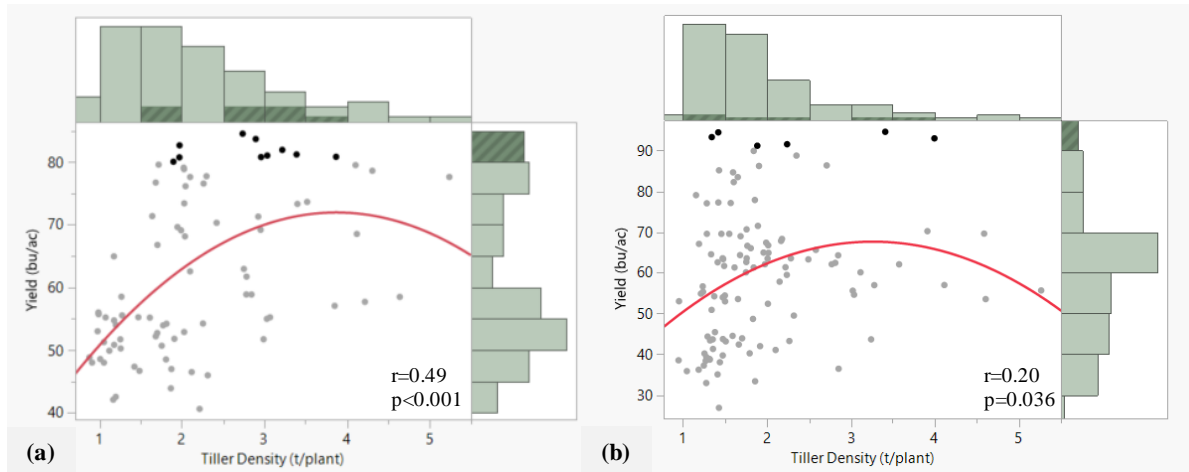 80
70
60
50
40
Yield (bu/ac)
r=0.49
p<0.001
1 2 3 4 5
Tiller Density (t/plant)
(a)
90
80
70
60
50
40
30
Yield (bu/ac)
r=0.20
p=0.036
1 2 3 4 5
Tiller Density (t/plant)
(b)